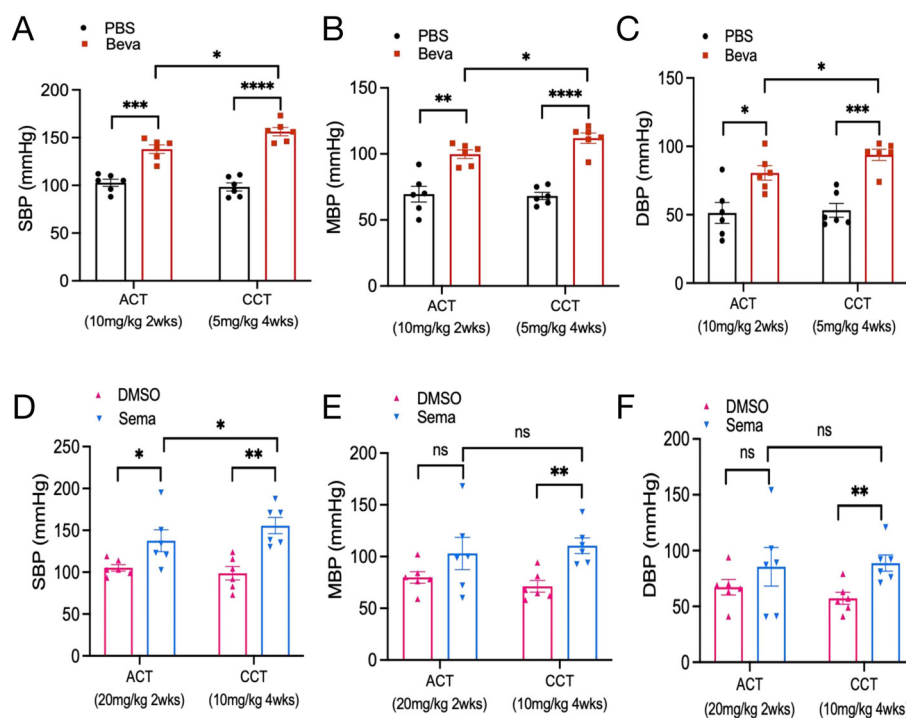 A
PBS
Beva
*
***
****
SBP (mmHg)
200
150
100
50
0
ACT
CCT
(10mg/kg 2wks)
(5mg/kg 4wks)
B
PBS
Beva
*
**
****
MBP (mmHg)
150
100
50
0
ACT
CCT
(10mg/kg 2wks)
(5mg/kg 4wks)
C
PBS
Beva
*
*
***
DBP (mmHg)
150
100
50
0
ACT
CCT
(10mg/kg 2wks)
(5mg/kg 4wks)
D
DMSO
Sema
*
*
**
SBP (mmHg)
250
200
150
100
50
0
ACT
CCT
(20mg/kg 2wks)
(10mg/kg 4wks)
E
DMSO
Sema
ns
ns
**
MBP (mmHg)
200
150
100
50
0
ACT
CCT
(20mg/kg 2wks)
(10mg/kg 4wks)
F
DMSO
Sema
ns
ns
**
DBP (mmHg)
200
150
100
50
0
ACT
CCT
(20mg/kg 2wks)
(10mg/kg 4wks